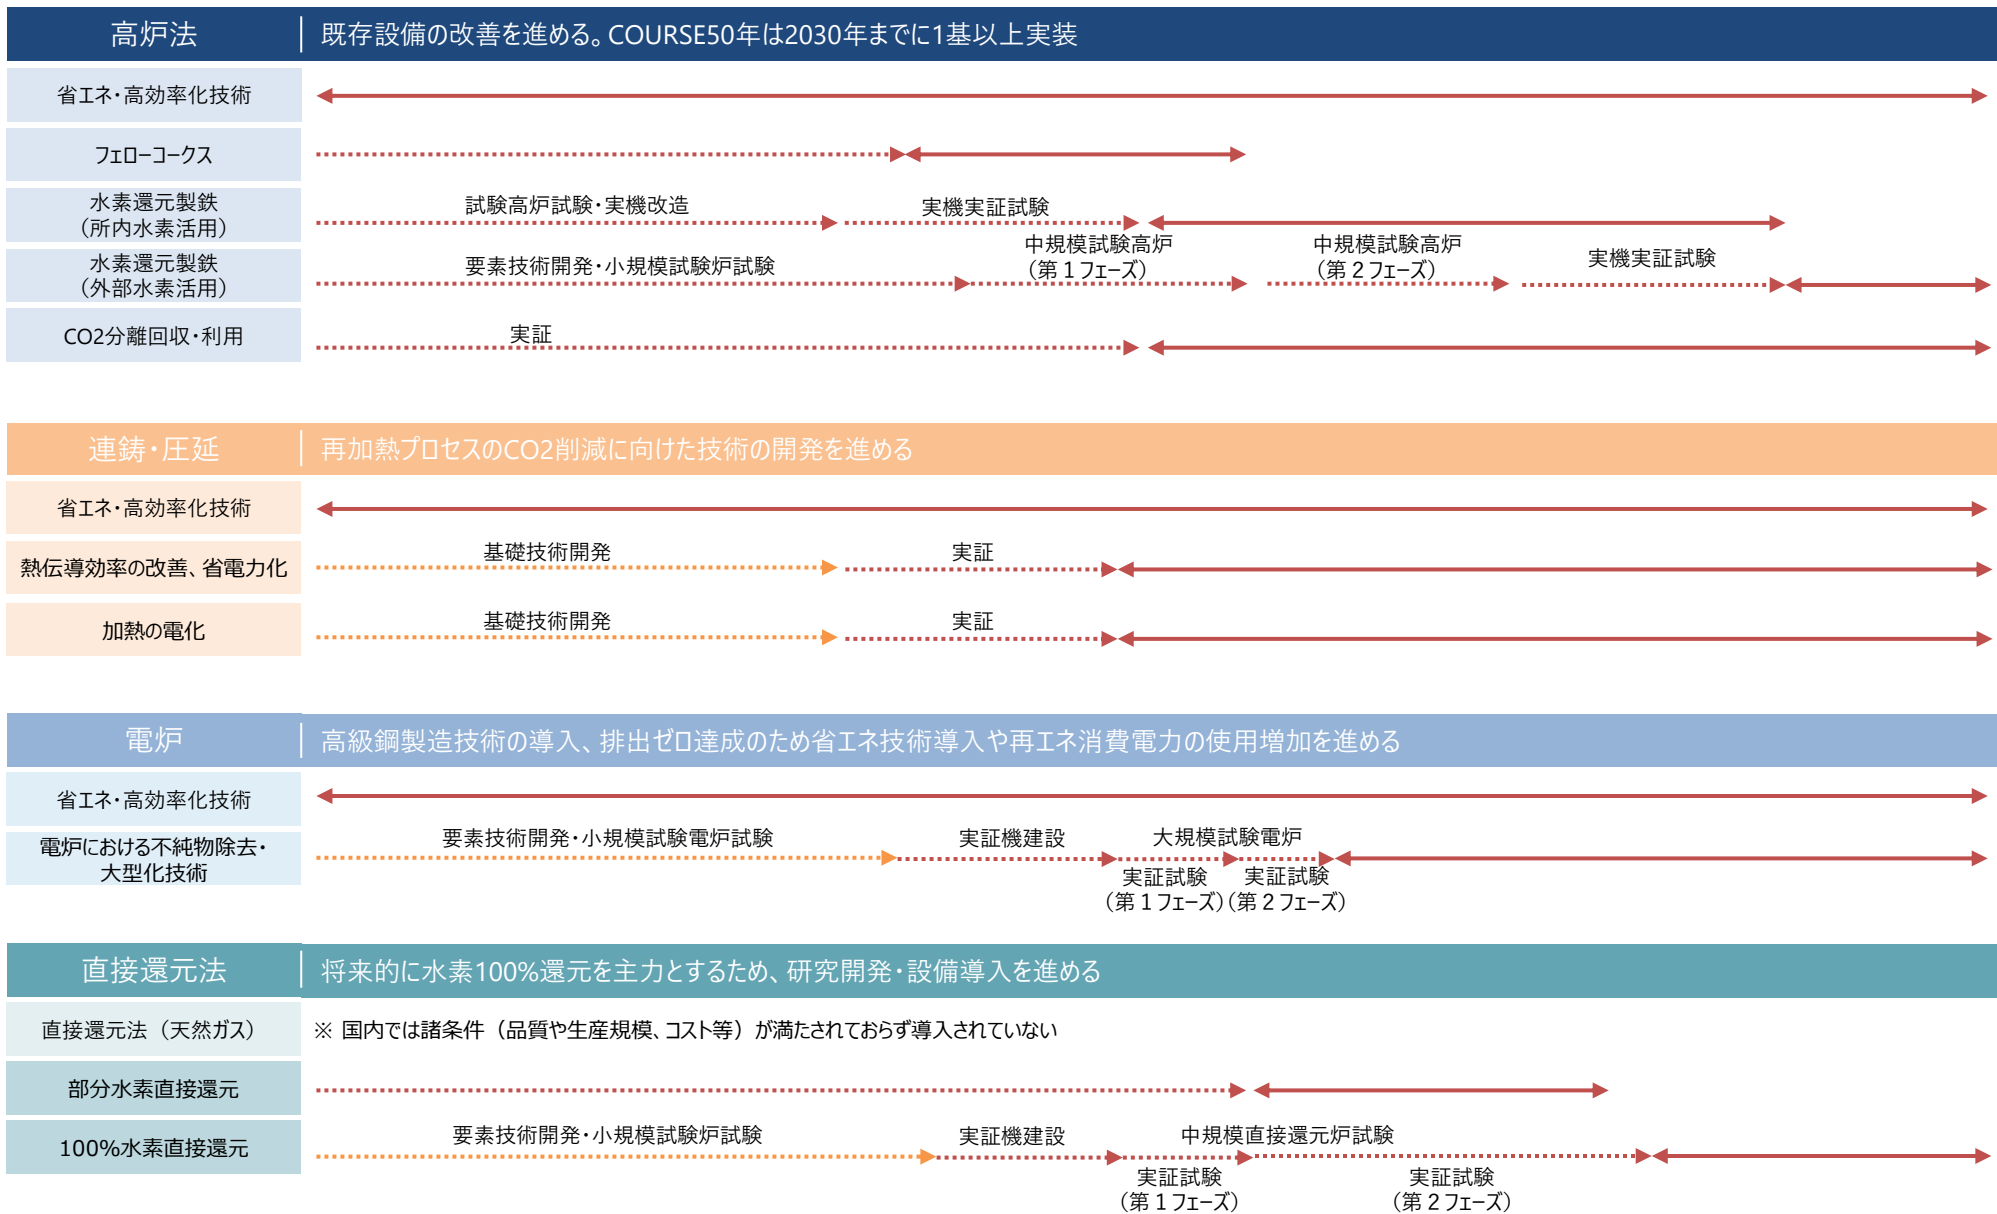 高炉法
既存設備の改善を進める。COURSE50年は2030年までに1基以上実装
省エネ・高効率化技術
フェローコークス
水素還元製鉄
（所内水素活用）
試験高炉試験・実機改造
実機実証試験
水素還元製鉄
（外部水素活用）
要素技術開発・小規模試験炉試験
中規模試験高炉
（第１フェーズ）
中規模試験高炉
（第２フェーズ）
実機実証試験
CO2分離回収・利用
実証
連鋳・圧延
再加熱プロセスのCO2削減に向けた技術の開発を進める
省エネ・高効率化技術
熱伝導効率の改善、省電力化
基礎技術開発
実証
加熱の電化
基礎技術開発
実証
電炉
高級鋼製造技術の導入、排出ゼロ達成のため省エネ技術導入や再エネ消費電力の使用増加を進める
省エネ・高効率化技術
電炉における不純物除去・
大型化技術
要素技術開発・小規模試験電炉試験
実証機建設
大規模試験電炉
実証試験
（第１フェーズ）
実証試験
（第２フェーズ）
直接還元法
将来的に水素100%還元を主力とするため、研究開発・設備導入を進める
直接還元法（天然ガス）
※ 国内では諸条件（品質や生産規模、コスト等）が満たされておらず導入されていない
部分水素直接還元
100%水素直接還元
要素技術開発・小規模試験炉試験
実証機建設
中規模直接還元炉試験
実証試験
（第１フェーズ）
実証試験
（第２フェーズ）